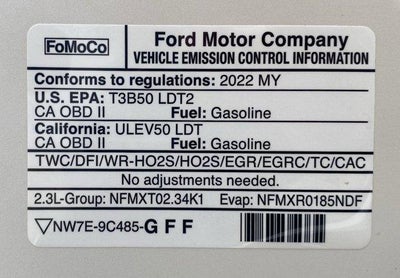 FoMoCo
Ford Motor Company
VEHICLE EMISSION CONTROL INFORMATION
Conforms to regulations: 2022 MY
U.S. EPA: T3B50 LDT2
CA OBD II Fuel: Gasoline
California: ULEV50 LDT
CA OBD II Fuel: Gasoline
TWC/DFI/WR-HO2S/HO2S/EGR/EGRC/TC/CAC
No adjustments needed.
2.3L-Group: NFMXT02.34K1 Evap: NFMXR0185NDF
NW7E-9C485-GFF